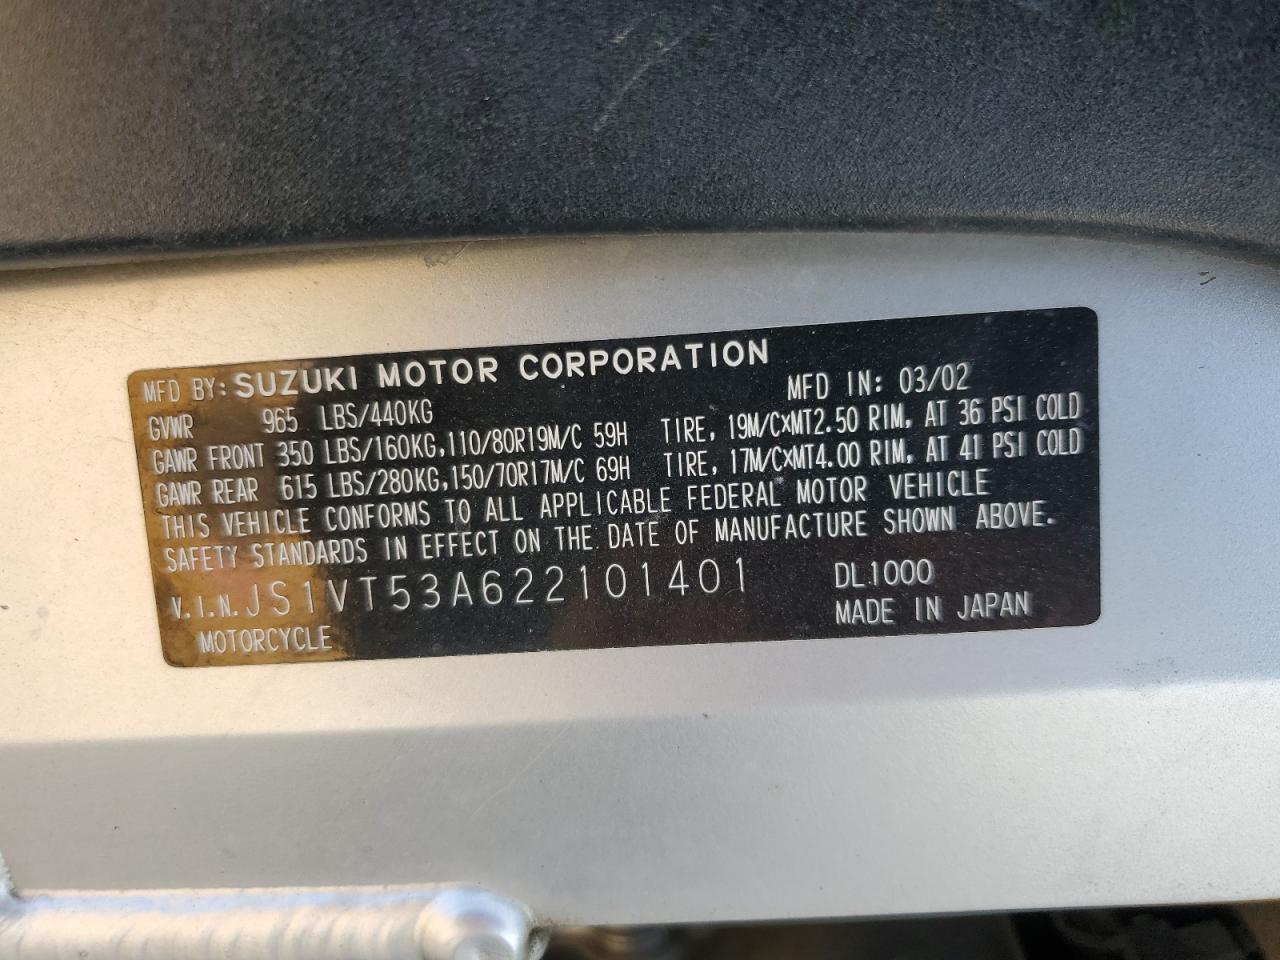 MFD BY: SUZUKI MOTOR CORPORATION MFD IN: 03/02
GVWR 965 LBS/440KG
GAWR FRONT 350 LBS/160KG,110/80R19M/C 59H TIRE, 19M/CxMT2.50 RIM, AT 36 PSI COLD
GAWR REAR 615 LBS/280KG,150/70R17M/C 69H TIRE, 17M/CxMT4.00 RIM, AT 41 PSI COLD
THIS VEHICLE CONFORMS TO ALL APPLICABLE FEDERAL MOTOR VEHICLE
SAFETY STANDARDS IN EFFECT ON THE DATE OF MANUFACTURE SHOWN ABOVE.
V.I.N. JS1VT53A622101401 DL1000
MOTORCYCLE MADE IN JAPAN